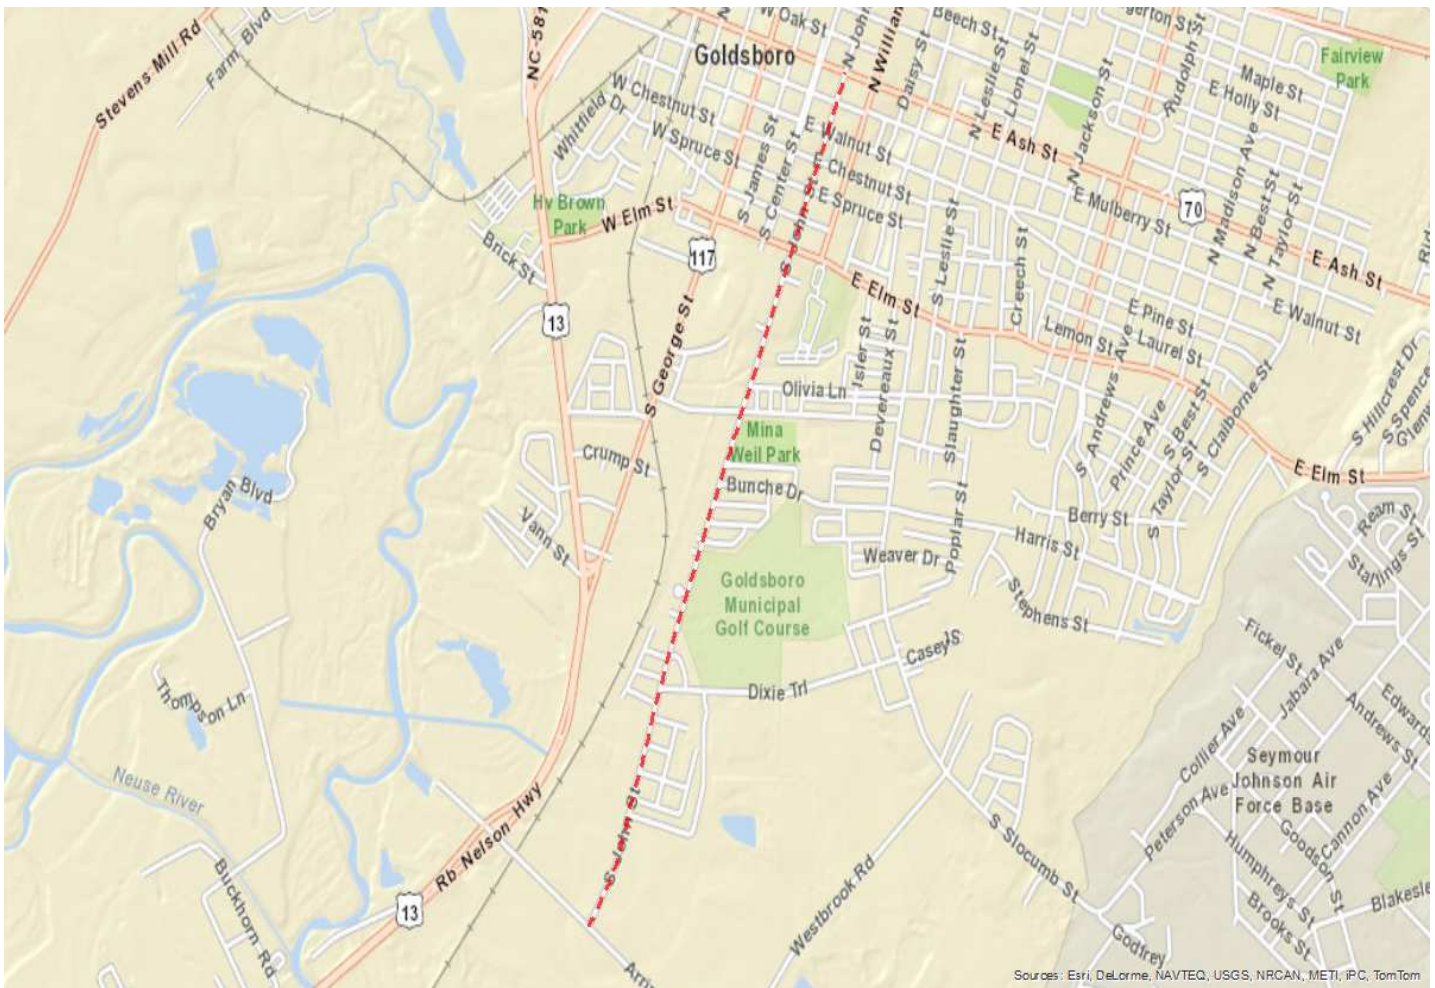 Stevens Mill Rd
Farm Blvd
NC-581
W Oak St
Goldsboro
N John
N William
Beech St
Daisy St
N Leslie St
Lionel St
gerton St
Rudolph St
Maple St
E Holly St
Fairview
Park
W Chestnut St
Whitfield Dr
W Spruce St
S James St
S Center St
E Walnut St
Chestnut St
E Spruce St
S John St
E Ash St
N Jackson St
E Mulberry St
70
N Madison Ave
N Best St
N Taylor St
E Ash St
E Walnut St
Hv Brown
Park
W Elm St
Brick St
117
13
S George St
E Elm St
S Leslie St
Creech St
Isler St
Devereaux St
Slaughter St
Lemon St
E Pine St
Laurel St
S Andrews Ave
Prince Ave
S Best St
S Taylor St
S Claiborne St
S Hillcrest Dr
S Spence
Glenw
E Elm St
Olivia Ln
Mina
Weil Park
Crump St
Bunche Dr
Bryan Blvd
Vann St
Berry St
Harris St
Poplar St
Weaver Dr
Stephens St
Ream St
Stallings St
Goldsboro
Municipal
Golf Course
Casey S
Dixie Trl
Thompson Ln
Neuse River
Fickel St
Jabara Ave
Andrews St
Edwards
Collier Ave
Seymour
Johnson Air
Force Base
Peterson Ave
Cannon Ave
Goodson St
Humphreys St
Brooks St
Blakesle
Rb Nelson Hwy
13
S John St
Buckhorn Rd
Westbrook Rd
S Slocumb St
Godfrey
Arm
Sources: Esri, DeLorme, NAVTEQ, USGS, NRCAN, METI, iPC, TomTom